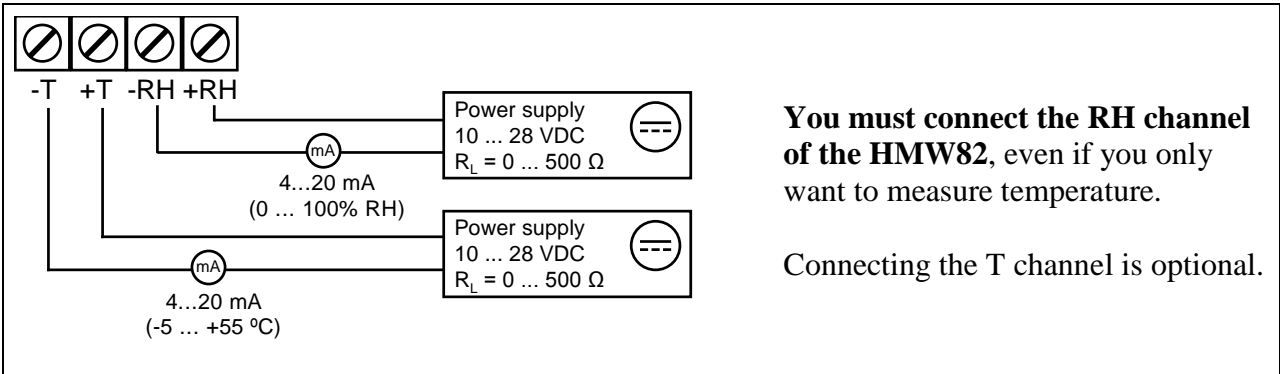 -T +T -RH +RH
Power supply
10 ... 28 VDC
R_L = 0 ... 500 Ω
mA
4...20 mA
(0 ... 100% RH)
Power supply
10 ... 28 VDC
R_L = 0 ... 500 Ω
mA
4...20 mA
(-5 ... +55 ºC)
You must connect the RH channel
of the HMW82, even if you only
want to measure temperature.
Connecting the T channel is optional.